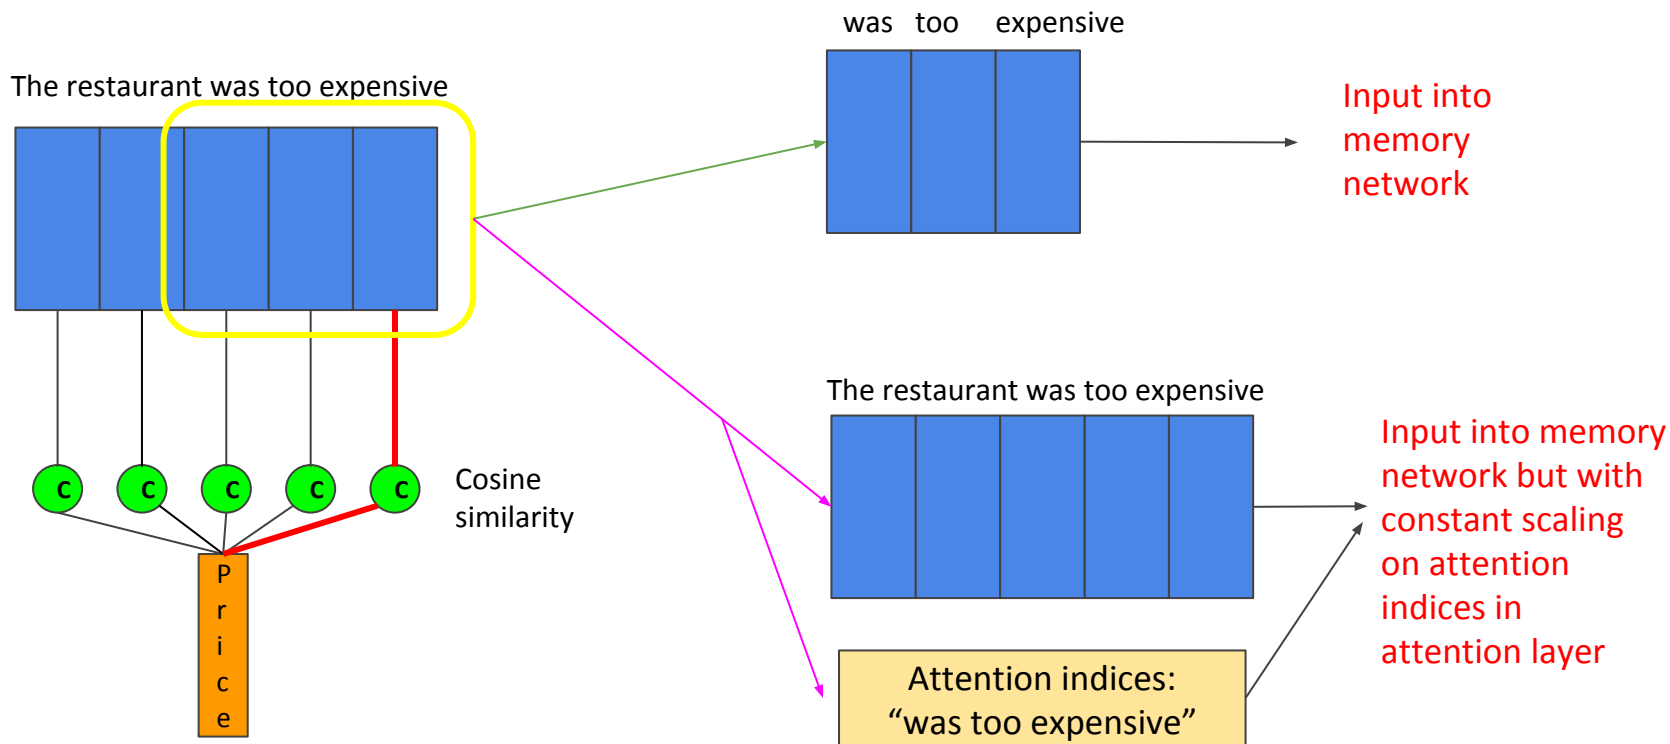 The restaurant was too expensive
C C C C C
Cosine
similarity
P
r
i
c
e
was too expensive
Input into
memory
network
The restaurant was too expensive
Attention indices:
“was too expensive”
Input into memory
network but with
constant scaling
on attention
indices in
attention layer